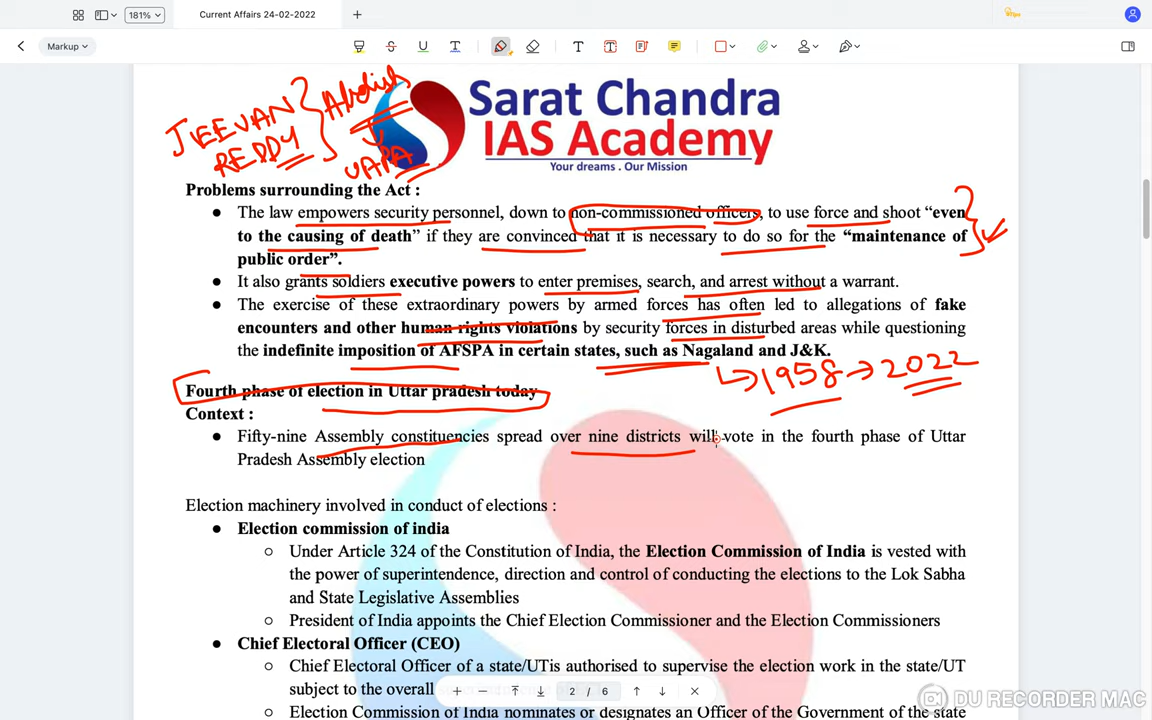 181%
Current Affairs 24-02-2022
Markup
JEEVAN
REDDY
Abolish
UAPA
Sarat Chandra
IAS Academy
Your dreams . Our Mission
Problems surrounding the Act :
● The law empowers security personnel, down to non-commissioned officers, to use force and shoot “even
to the causing of death” if they are convinced that it is necessary to do so for the “maintenance of
public order”.
● It also grants soldiers executive powers to enter premises, search, and arrest without a warrant.
● The exercise of these extraordinary powers by armed forces has often led to allegations of fake
encounters and other human rights violations by security forces in disturbed areas while questioning
the indefinite imposition of AFSPA in certain states, such as Nagaland and J&K.
1958 → 2022
Fourth phase of election in Uttar pradesh today
Context :
● Fifty-nine Assembly constituencies spread over nine districts will vote in the fourth phase of Uttar
Pradesh Assembly election
Election machinery involved in conduct of elections :
● Election commission of india
○ Under Article 324 of the Constitution of India, the Election Commission of India is vested with
the power of superintendence, direction and control of conducting the elections to the Lok Sabha
and State Legislative Assemblies
○ President of India appoints the Chief Election Commissioner and the Election Commissioners
● Chief Electoral Officer (CEO)
○ Chief Electoral Officer of a state/UTis authorised to supervise the election work in the state/UT
subject to the overall
2 / 6
○ Election Commission of India nominates or designates an Officer of the Government of the state
DU RECORDER MAC